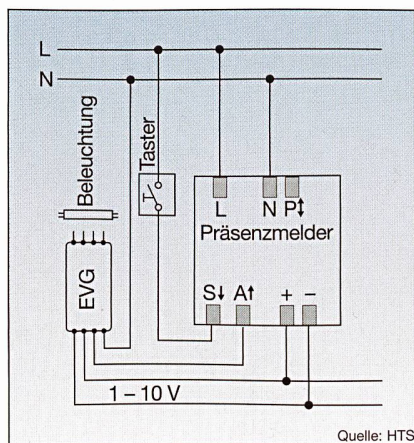 L
N
Beleuchtung
Taster
L N P↕
Präsenzmelder
EVG
S↓ A↑ + −
1 – 10 V
Quelle: HTS